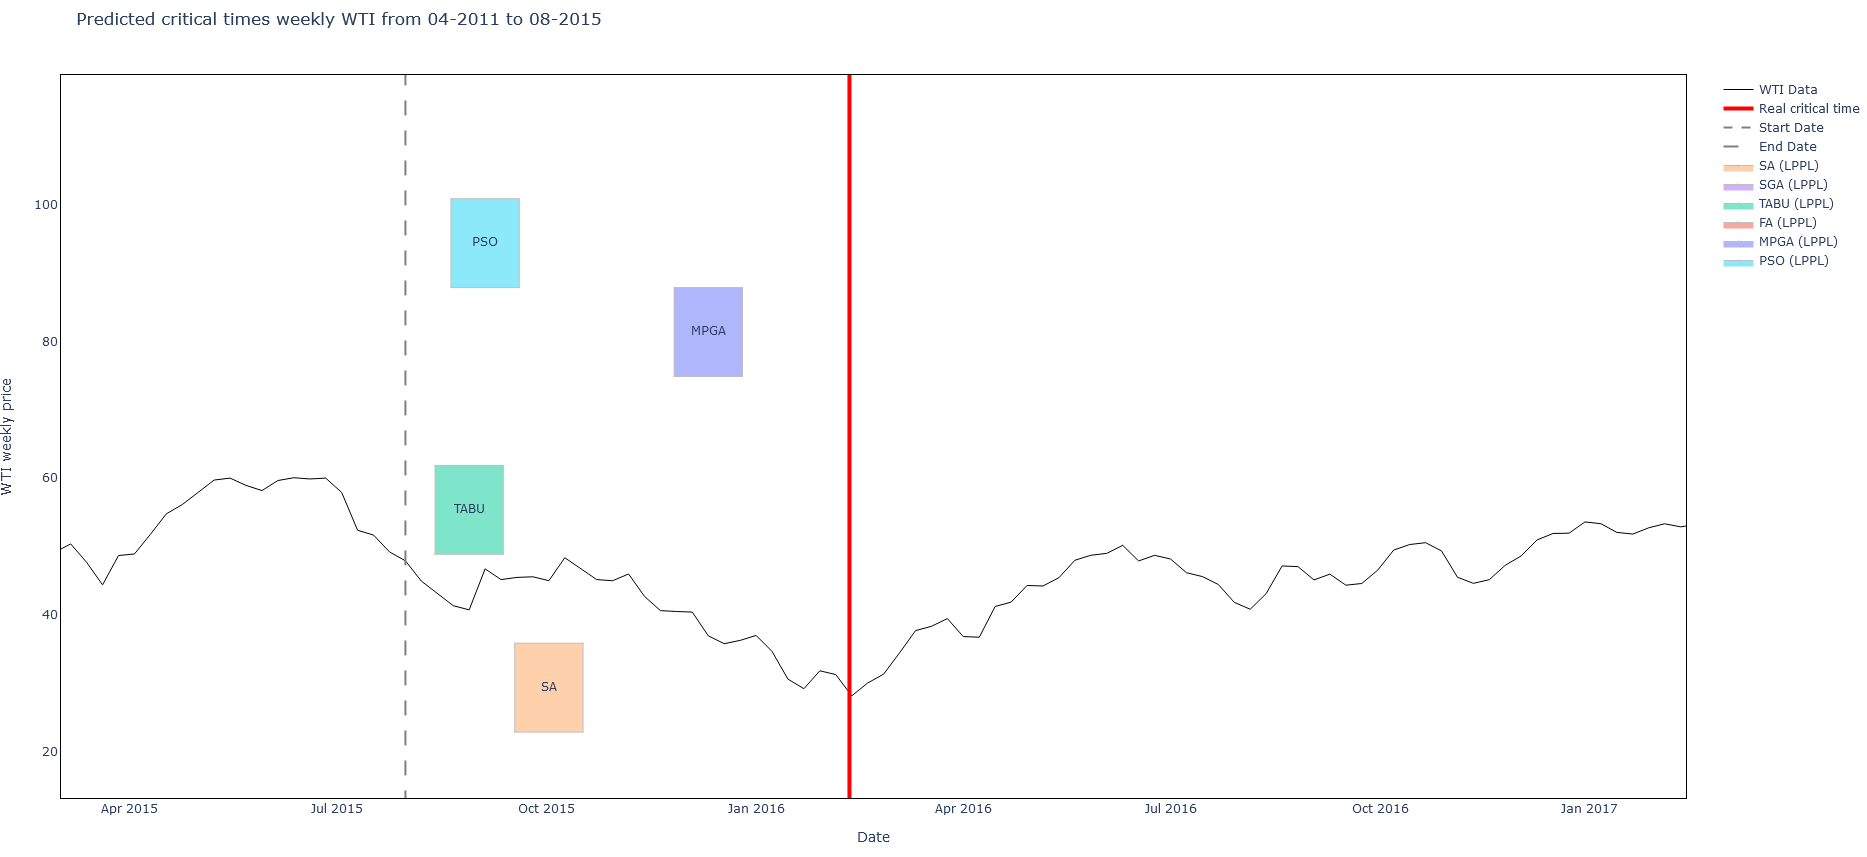 Predicted critical times weekly WTI from 04-2011 to 08-2015
WTI Data
Real critical time
Start Date
End Date
SA (LPPL)
SGA (LPPL)
TABU (LPPL)
FA (LPPL)
MPGA (LPPL)
PSO (LPPL)
WTI weekly price
100
80
60
40
20
PSO
MPGA
TABU
SA
Apr 2015 Jul 2015 Oct 2015 Jan 2016 Apr 2016 Jul 2016 Oct 2016 Jan 2017
Date